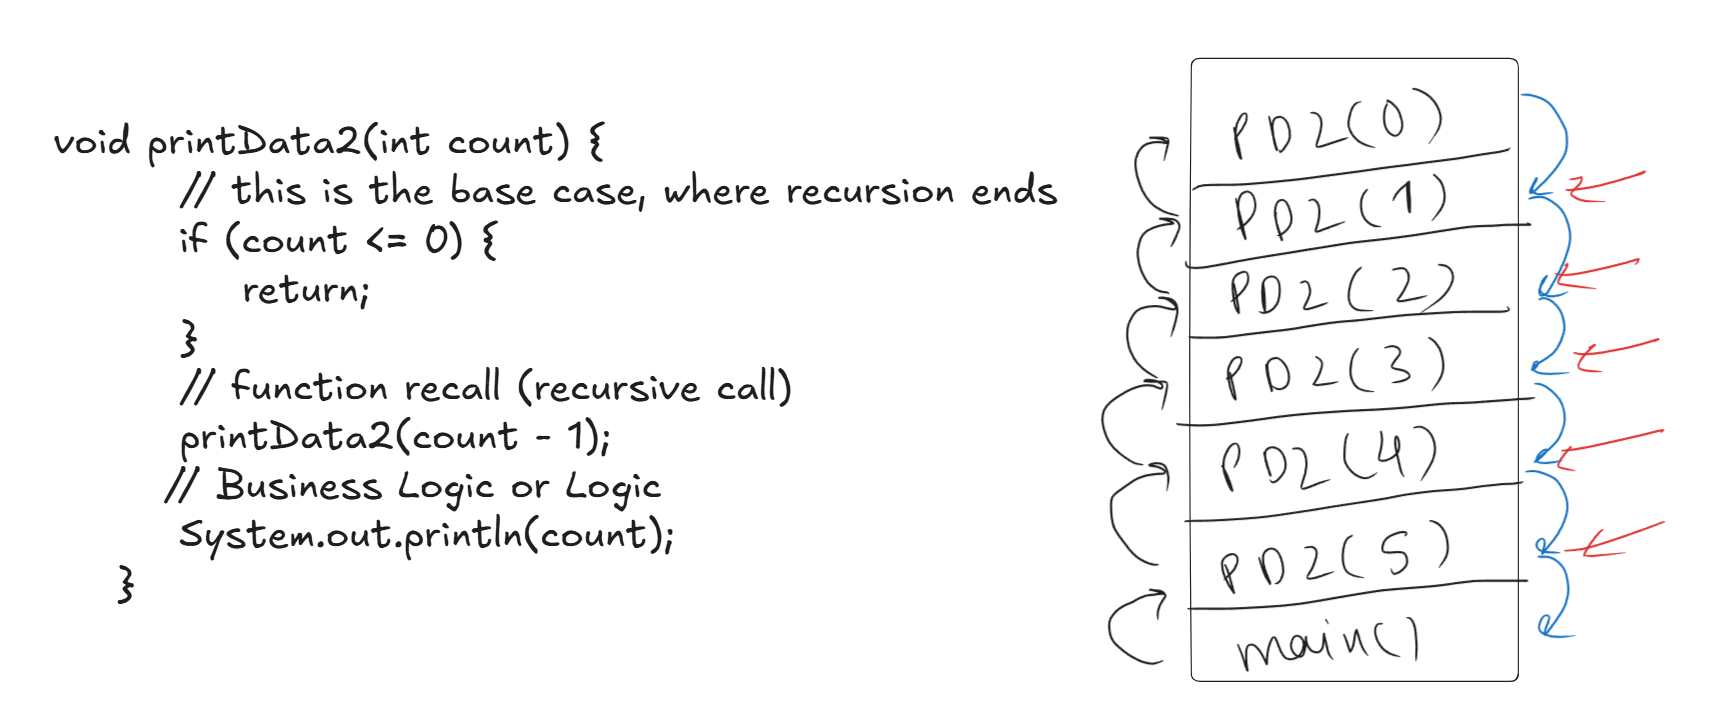 void printData2(int count) {
// this is the base case, where recursion ends
if (count <= 0) {
return;
}
// function recall (recursive call)
printData2(count - 1);
// Business Logic or Logic
System.out.println(count);
}
PD2(0)
PD2(1)
PD2(2)
PD2(3)
PD2(4)
PD2(5)
main()